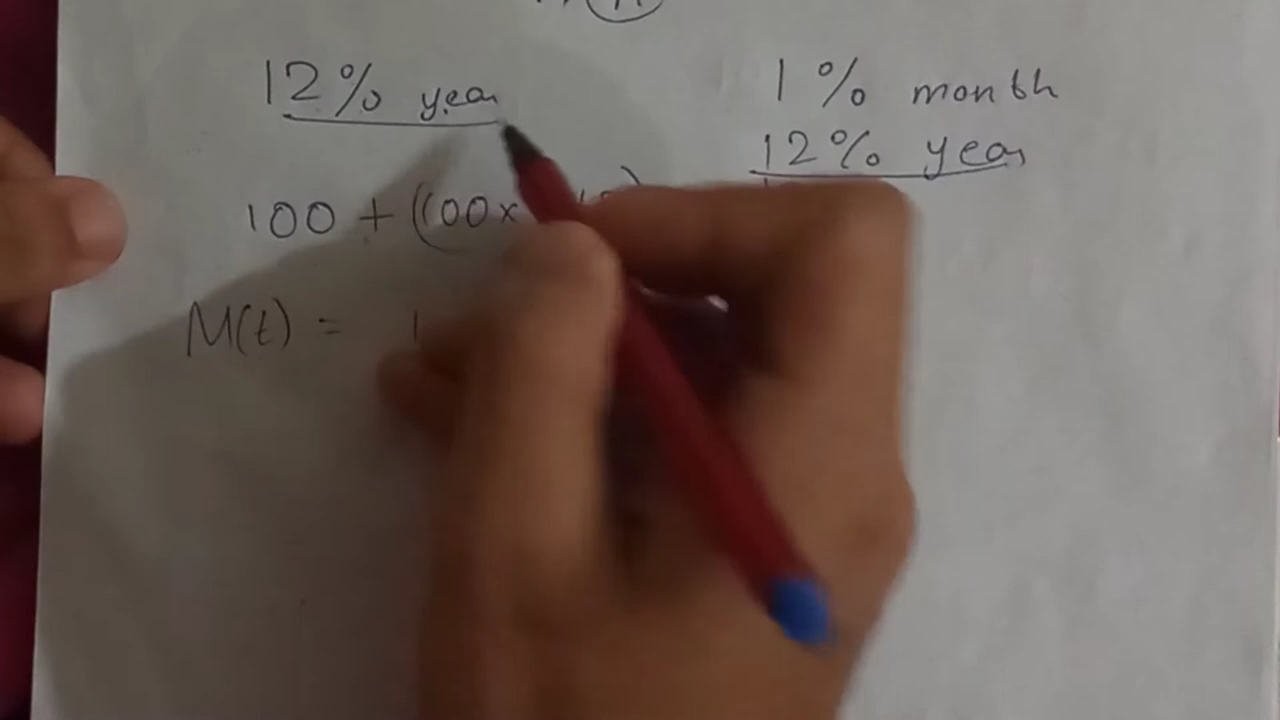 12% year
1% month
12% year
100 + (100x
M(t) =